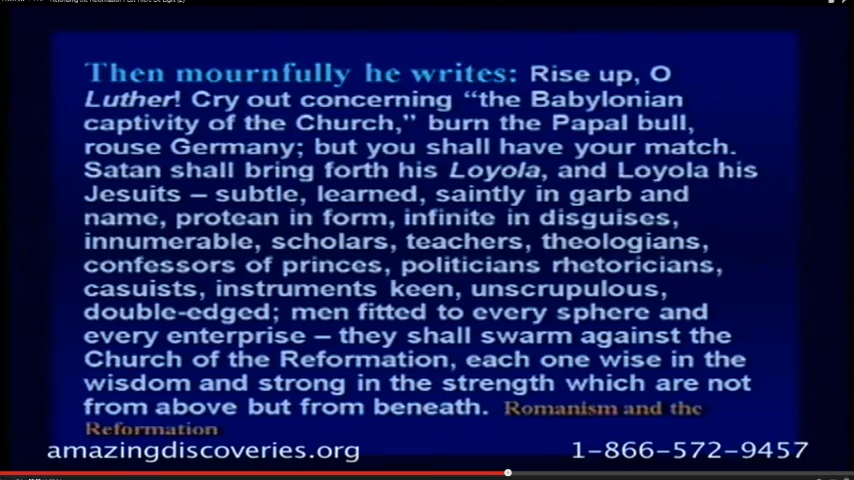 Then mournfully he writes: Rise up, O
Luther! Cry out concerning “the Babylonian
captivity of the Church,” burn the Papal bull,
rouse Germany; but you shall have your match.
Satan shall bring forth his Loyola, and Loyola his
Jesuits – subtle, learned, saintly in garb and
name, protean in form, infinite in disguises,
innumerable, scholars, teachers, theologians,
confessors of princes, politicians rhetoricians,
casuists, instruments keen, unscrupulous,
double-edged; men fitted to every sphere and
every enterprise – they shall swarm against the
Church of the Reformation, each one wise in the
wisdom and strong in the strength which are not
from above but from beneath. Romanism and the
Reformation
amazingdiscoveries.org 1-866-572-9457